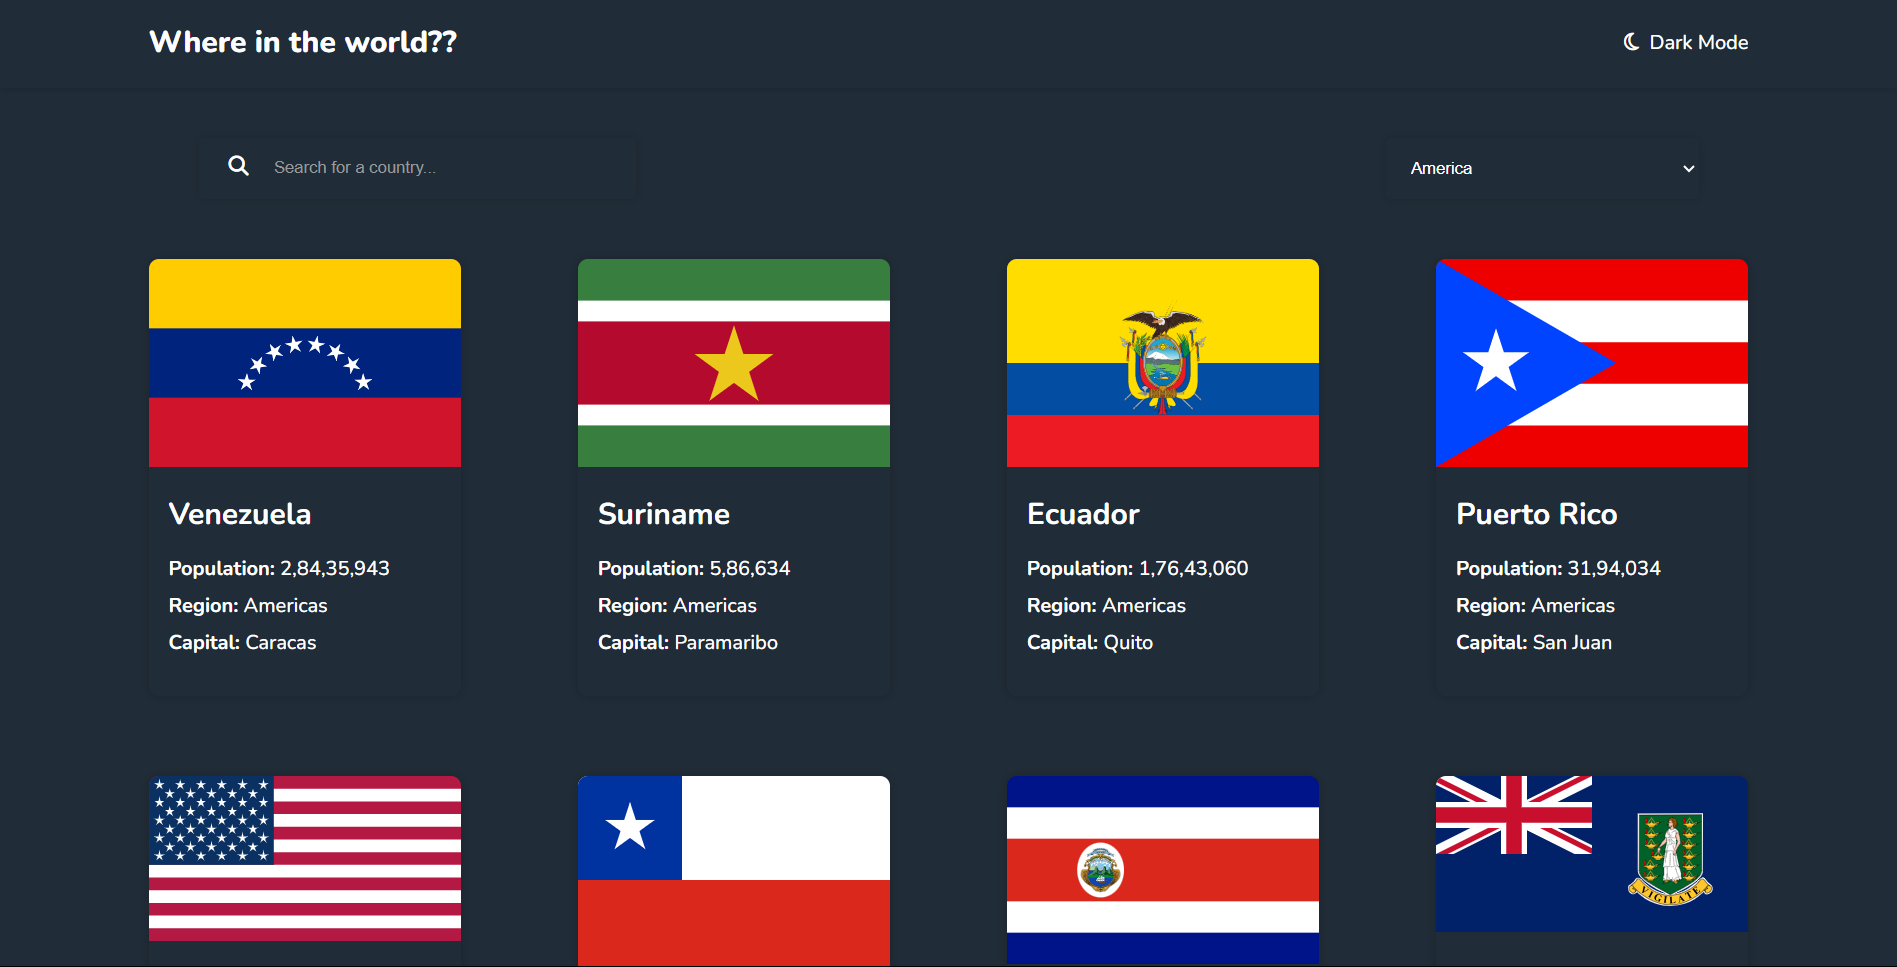 Where in the world??
Dark Mode
Search for a country...
America
Venezuela
Population: 2,84,35,943
Region: Americas
Capital: Caracas
Suriname
Population: 5,86,634
Region: Americas
Capital: Paramaribo
Ecuador
Population: 1,76,43,060
Region: Americas
Capital: Quito
Puerto Rico
Population: 31,94,034
Region: Americas
Capital: San Juan
VIGILATE